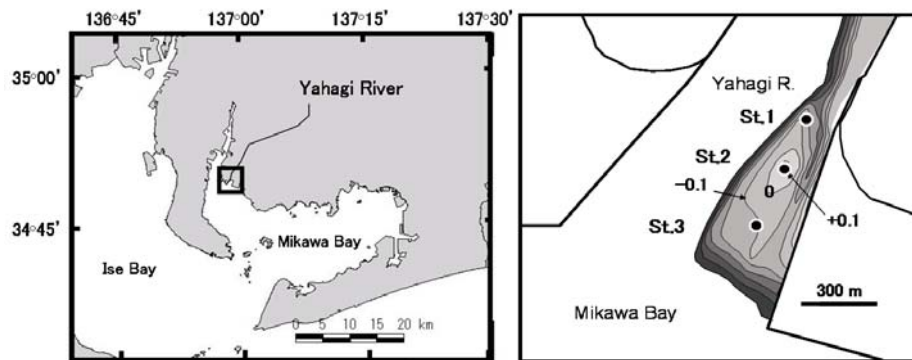 136°45' 137°00' 137°15' 137°30'
35°00'
34°45'
Yahagi River
Mikawa Bay
Ise Bay
0 5 10 15 20 km
Yahagi R.
St.1
St.2
-0.1
0
+0.1
St.3
300 m
Mikawa Bay